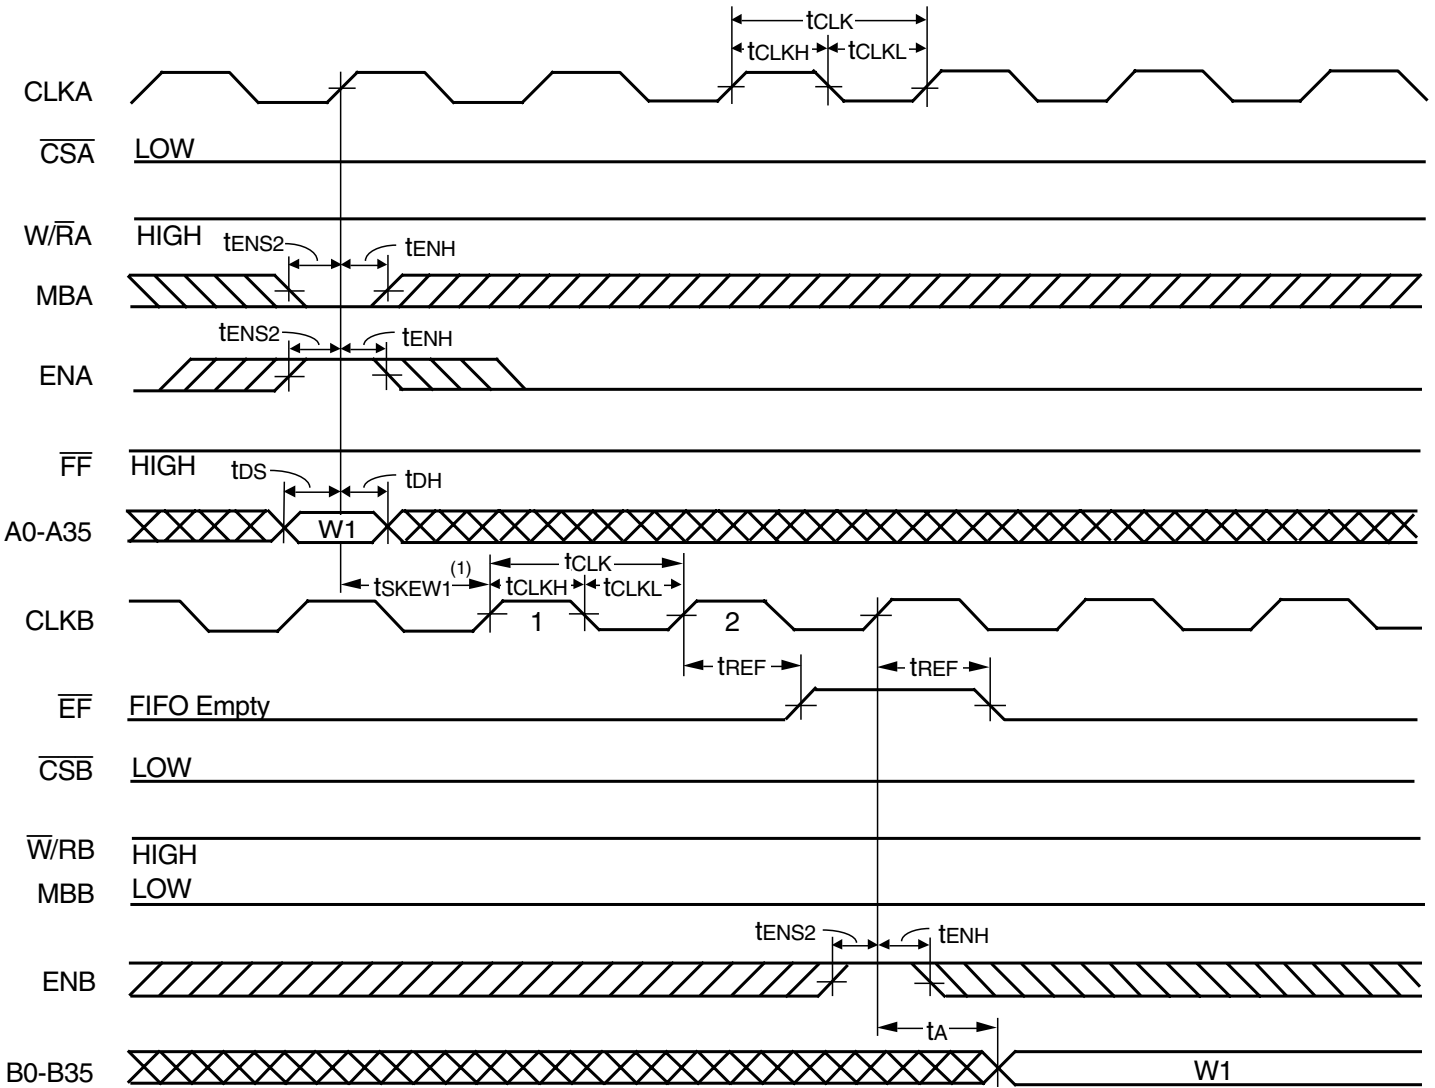 tCLK
tCLKH tCLKL
CLKA
CSA LOW
W/RA HIGH
tENS2 tENH
MBA
tENS2 tENH
ENA
FF HIGH
tDS tDH
A0-A35 W1
tSKEW1 (1) tCLK
tCLKH tCLKL
CLKB 1 2
tREF tREF
EF FIFO Empty
CSB LOW
W/RB HIGH
MBB LOW
tENS2 tENH
ENB
tA
B0-B35 W1